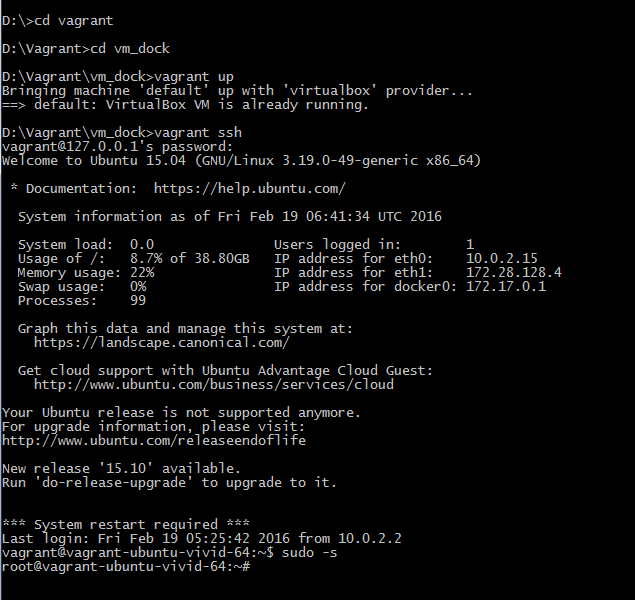 D:\>cd vagrant
D:\Vagrant>cd vm_dock
D:\Vagrant\vm_dock>vagrant up
Bringing machine 'default' up with 'virtualbox' provider...
==> default: VirtualBox VM is already running.
D:\Vagrant\vm_dock>vagrant ssh
vagrant@127.0.0.1's password:
Welcome to Ubuntu 15.04 (GNU/Linux 3.19.0-49-generic x86_64)
* Documentation:  https://help.ubuntu.com/
System information as of Fri Feb 19 06:41:34 UTC 2016
System load:  0.0               Users logged in:        1
Usage of /:   8.7% of 38.80GB   IP address for eth0:    10.0.2.15
Memory usage: 22%               IP address for eth1:    172.28.128.4
Swap usage:   0%                IP address for docker0: 172.17.0.1
Processes:    99
Graph this data and manage this system at:
https://landscape.canonical.com/
Get cloud support with Ubuntu Advantage Cloud Guest:
http://www.ubuntu.com/business/services/cloud
Your Ubuntu release is not supported anymore.
For upgrade information, please visit:
http://www.ubuntu.com/releaseendoflife
New release '15.10' available.
Run 'do-release-upgrade' to upgrade to it.
*** System restart required ***
Last login: Fri Feb 19 05:25:42 2016 from 10.0.2.2
vagrant@vagrant-ubuntu-vivid-64:~$ sudo -s
root@vagrant-ubuntu-vivid-64:~#